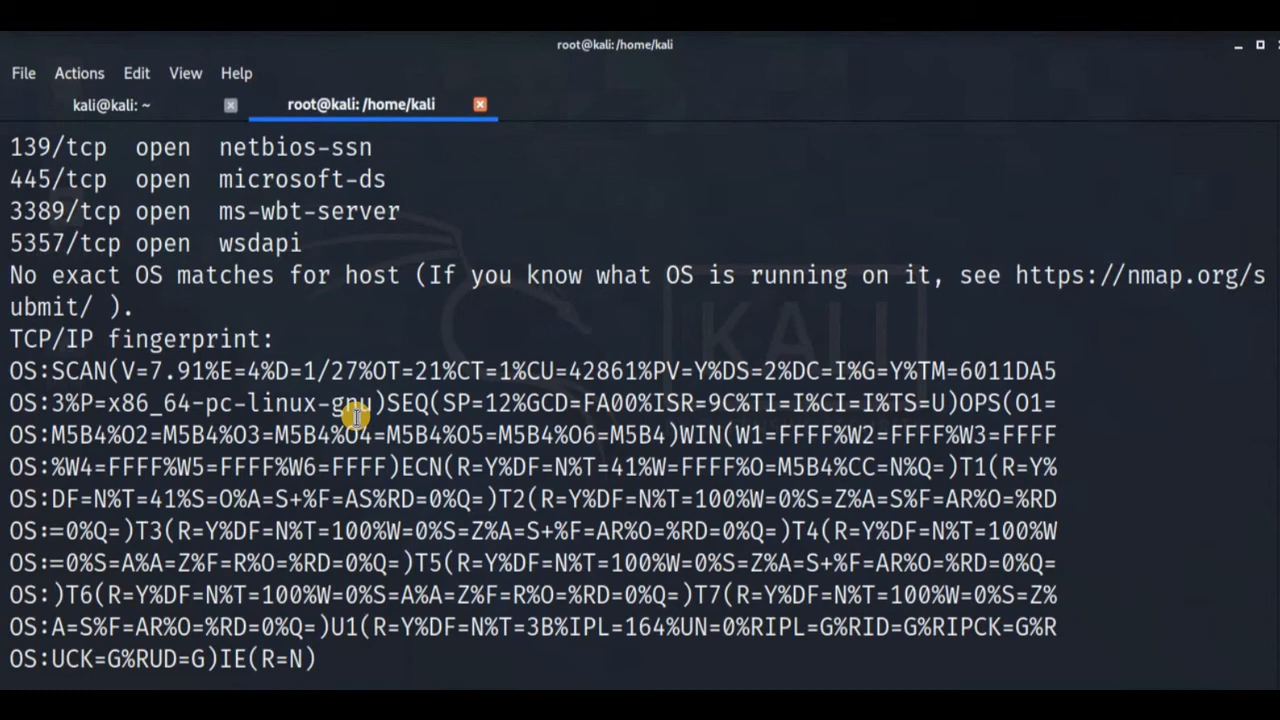 root@kali: /home/kali
File Actions Edit View Help
kali@kali: ~ root@kali: /home/kali
139/tcp open netbios-ssn
445/tcp open microsoft-ds
3389/tcp open ms-wbt-server
5357/tcp open wsdapi
No exact OS matches for host (If you know what OS is running on it, see https://nmap.org/s
ubmit/ ).
TCP/IP fingerprint:
OS:SCAN(V=7.91%E=4%D=1/27%OT=21%CT=1%CU=42861%PV=Y%DS=2%DC=I%G=Y%TM=6011DA5
OS:3%P=x86_64-pc-linux-gnu)SEQ(SP=12%GCD=FA00%ISR=9C%TI=I%CI=I%TS=U)OPS(O1=
OS:M5B4%O2=M5B4%O3=M5B4%O4=M5B4%O5=M5B4%O6=M5B4)WIN(W1=FFFF%W2=FFFF%W3=FFFF
OS:%W4=FFFF%W5=FFFF%W6=FFFF)ECN(R=Y%DF=N%T=41%W=FFFF%O=M5B4%CC=N%Q=)T1(R=Y%
OS:DF=N%T=41%S=O%A=S+%F=AS%RD=0%Q=)T2(R=Y%DF=N%T=100%W=0%S=Z%A=S%F=AR%O=%RD
OS:=0%Q=)T3(R=Y%DF=N%T=100%W=0%S=Z%A=S+%F=AR%O=%RD=0%Q=)T4(R=Y%DF=N%T=100%W
OS:=0%S=A%A=Z%F=R%O=%RD=0%Q=)T5(R=Y%DF=N%T=100%W=0%S=Z%A=S+%F=AR%O=%RD=0%Q=
OS:)T6(R=Y%DF=N%T=100%W=0%S=A%A=Z%F=R%O=%RD=0%Q=)T7(R=Y%DF=N%T=100%W=0%S=Z%
OS:A=S%F=AR%O=%RD=0%Q=)U1(R=Y%DF=N%T=3B%IPL=164%UN=0%RIPL=G%RID=G%RIPCK=G%R
OS:UCK=G%RUD=G)IE(R=N)
KALI